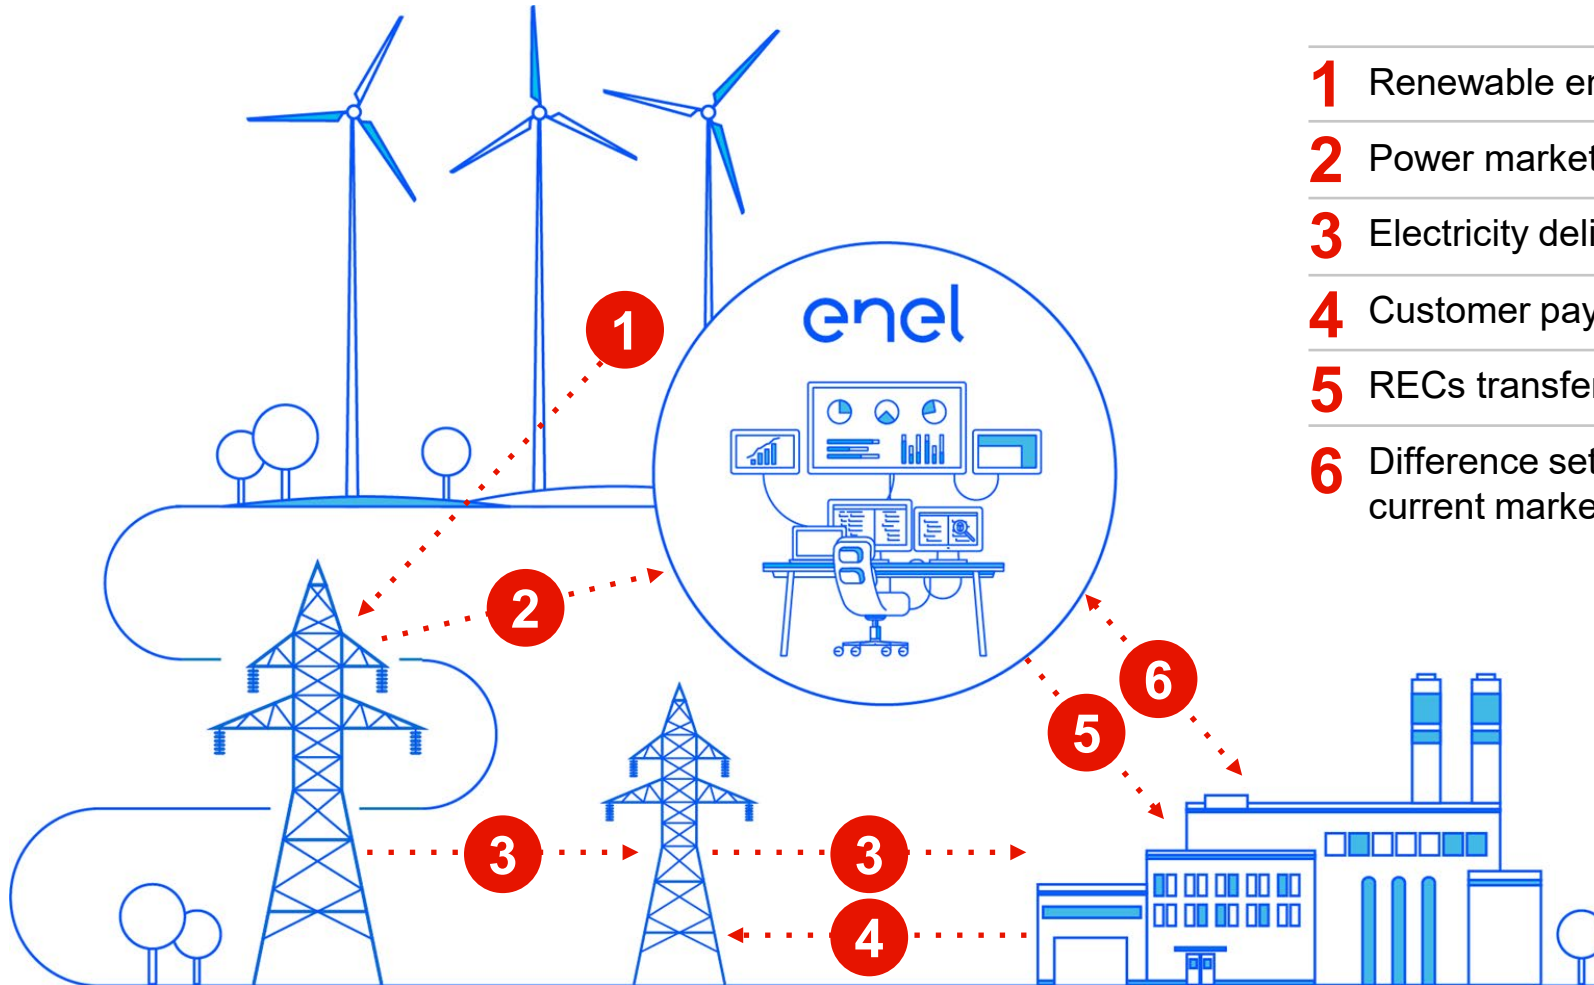 enel
1
2
3
3
4
5
6
1 Renewable en
2 Power market
3 Electricity deli
4 Customer pay
5 RECs transfer
6 Difference set
current marke